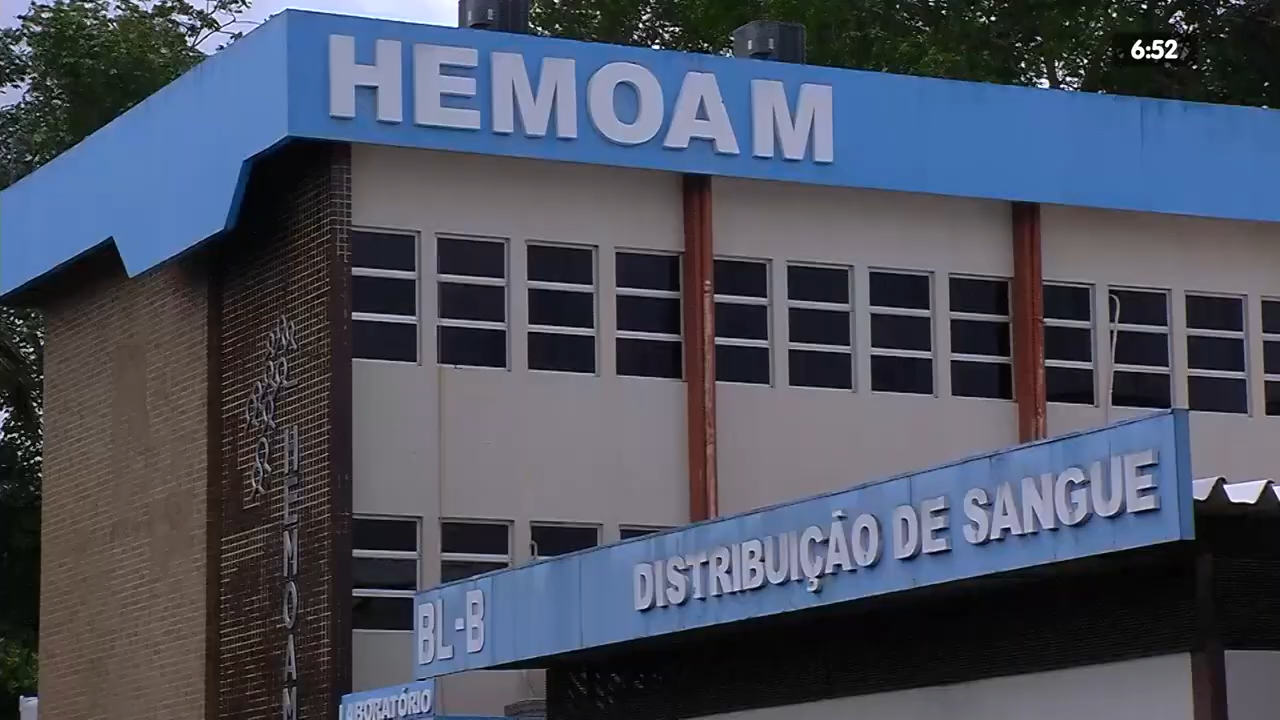 6:52
HEMOAM
HEMOAM
DISTRIBUIÇÃO DE SANGUE
BL-B
LABORATÓRIO